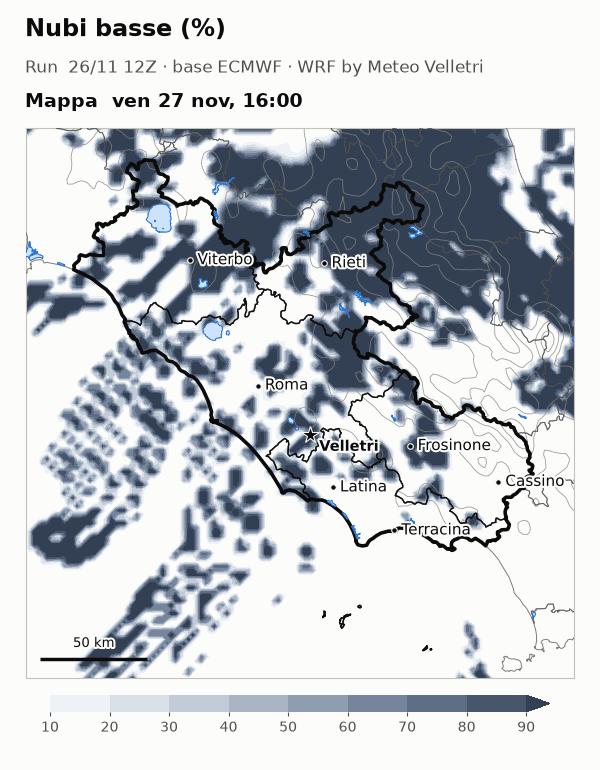 Nubi basse (%)
Run  26/11 12Z · base ECMWF · WRF by Meteo Velletri
Mappa  ven 27 nov, 16:00
Viterbo
Rieti
Roma
Velletri
Frosinone
Cassino
Latina
Terracina
50 km
10 20 30 40 50 60 70 80 90